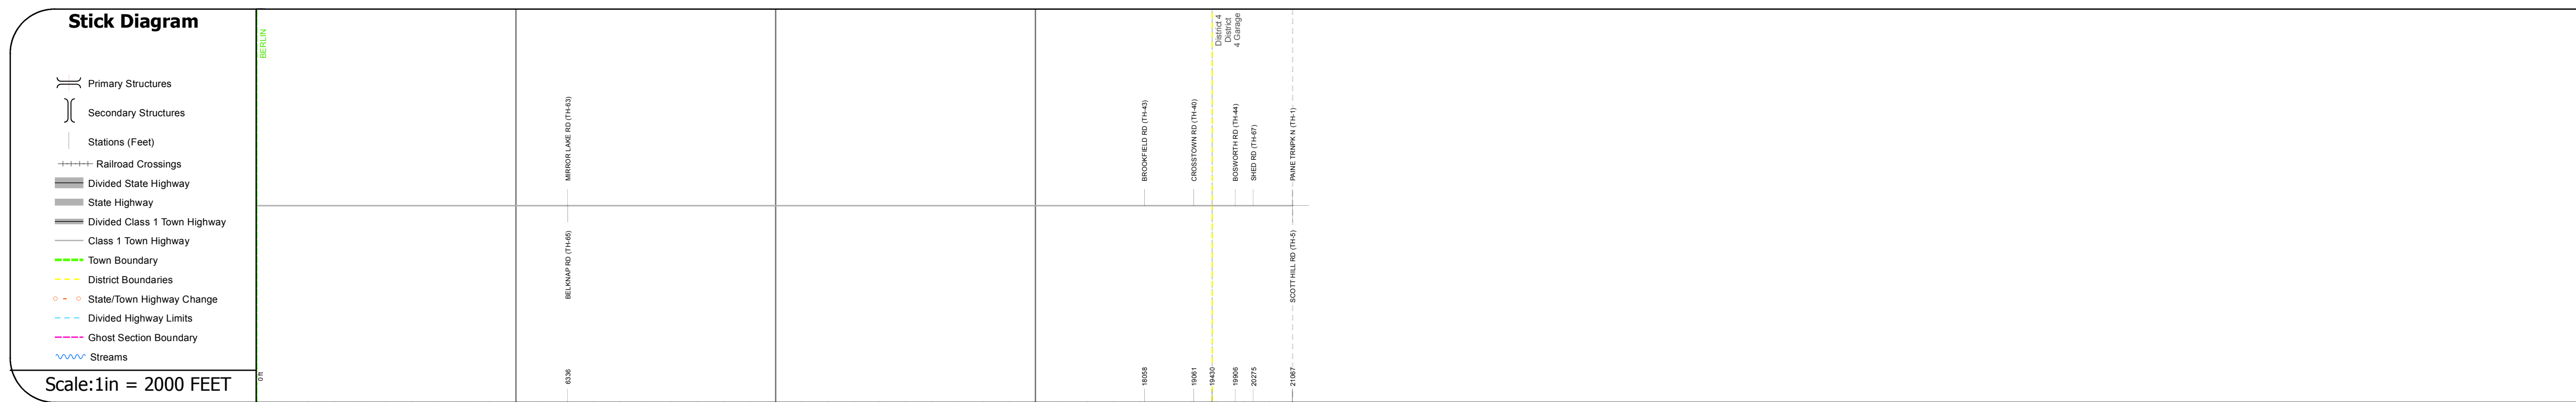 Stick Diagram
Primary Structures
Secondary Structures
Stations (Feet)
Railroad Crossings
Divided State Highway
State Highway
Divided Class 1 Town Highway
Class 1 Town Highway
Town Boundary
District Boundaries
State/Town Highway Change
Divided Highway Limits
Ghost Section Boundary
Streams
Scale:1in = 2000 FEET
BERLIN
District 4
District
4 Garage
MIRROR LAKE RD (TH-63)
BROOKFIELD RD (TH-43)
CROSSTOWN RD (TH-40)
BOSWORTH RD (TH-44)
SHED RD (TH-67)
PAINE TRNPK N (TH-1)
BELKNAP RD (TH-65)
SCOTT HILL RD (TH-5)
0 ft
6336
18058
19061
19430
19906
20275
21067